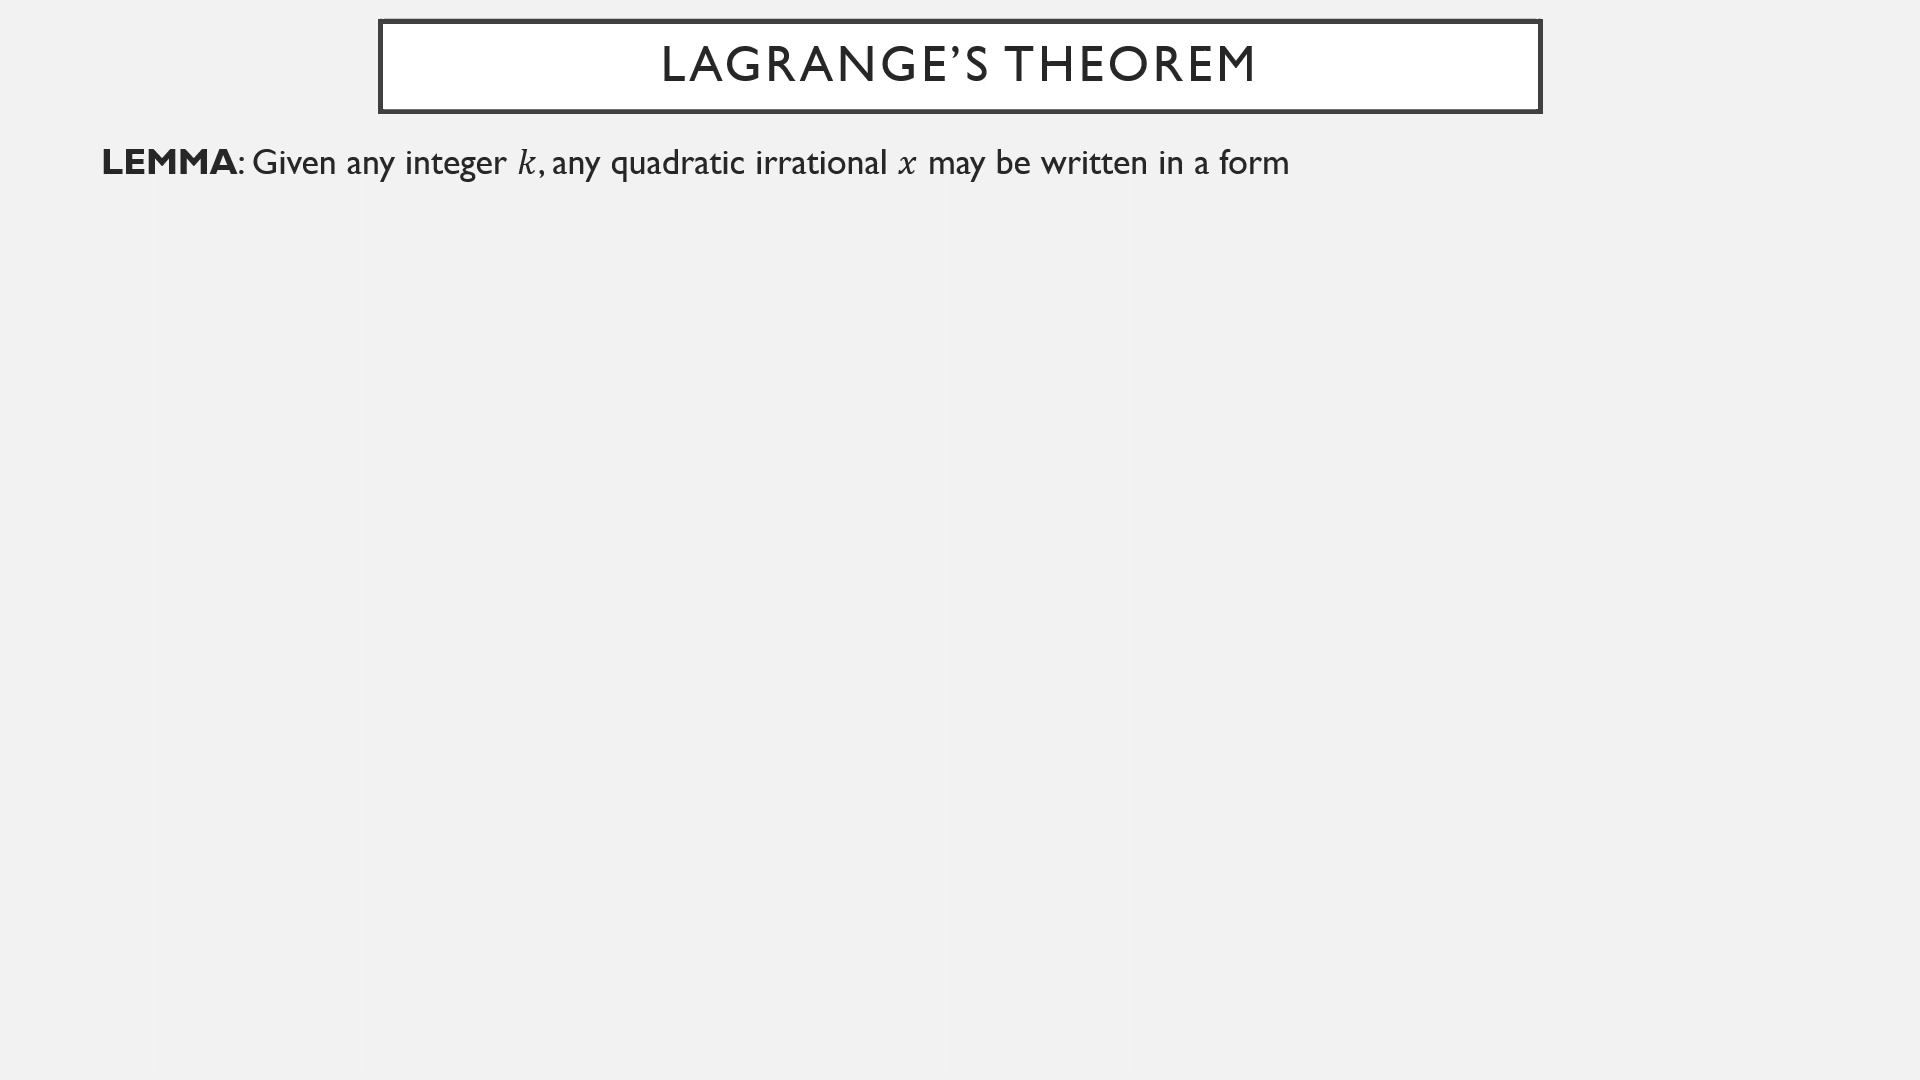 LAGRANGE’S THEOREM
LEMMA: Given any integer k, any quadratic irrational x may be written in a form